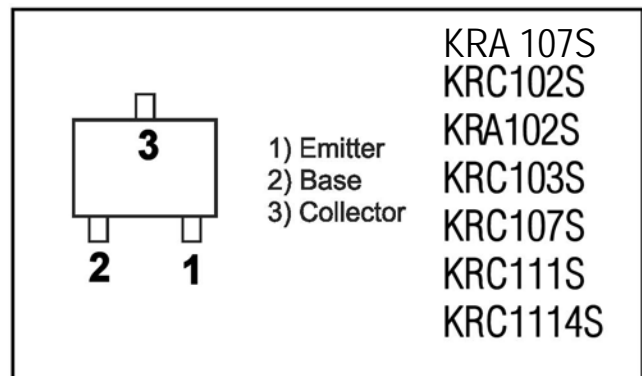 3
2
1
1) Emitter
2) Base
3) Collector
KRA 107S
KRC102S
KRA102S
KRC103S
KRC107S
KRC111S
KRC1114S